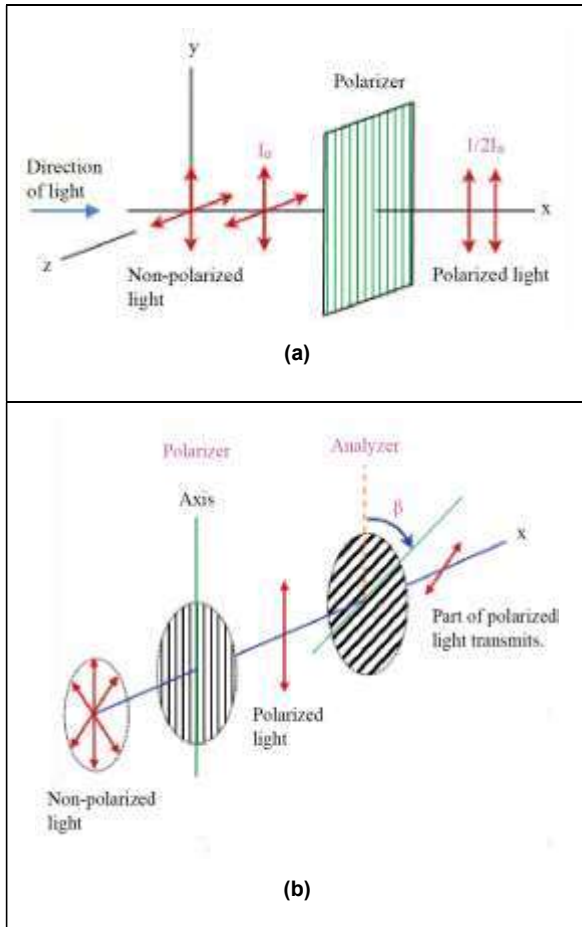 y
Polarizer
I₀
1/2I₀
Direction
of light
x
z
Non-polarized
light
Polarized light
(a)
Polarizer
Analyzer
Axis
β
x
Part of polarized
light transmits.
Polarized
light
Non-polarized
light
(b)